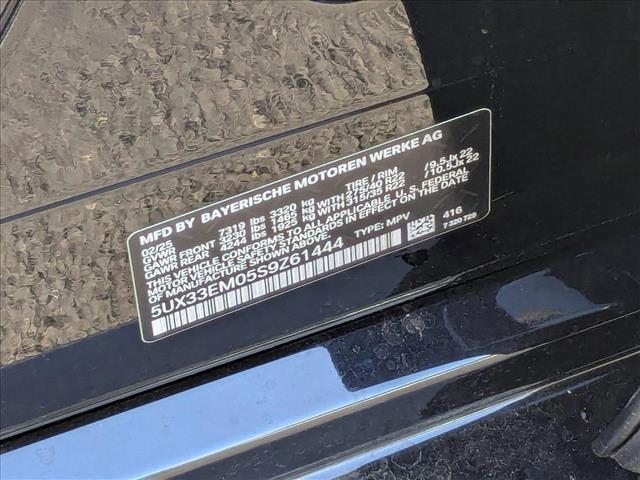 MFD BY BAYERISCHE MOTOREN WERKE AG
02/25 TIRE / RIM
GVWR 7319 lbs 3320 kg
GAWR FRONT 3230 lbs 1465 kg WITH 275/40 R22 / 9.5Jx22
GAWR REAR 4244 lbs 1925 kg WITH 315/35 R22 / 10.5Jx22
THIS VEHICLE CONFORMS TO ALL APPLICABLE U.S. FEDERAL
MOTOR VEHICLE SAFETY STANDARDS IN EFFECT ON THE DATE
OF MANUFACTURE SHOWN ABOVE.
5UX33EM05S9Z61444 TYPE: MPV 416
7 320 729